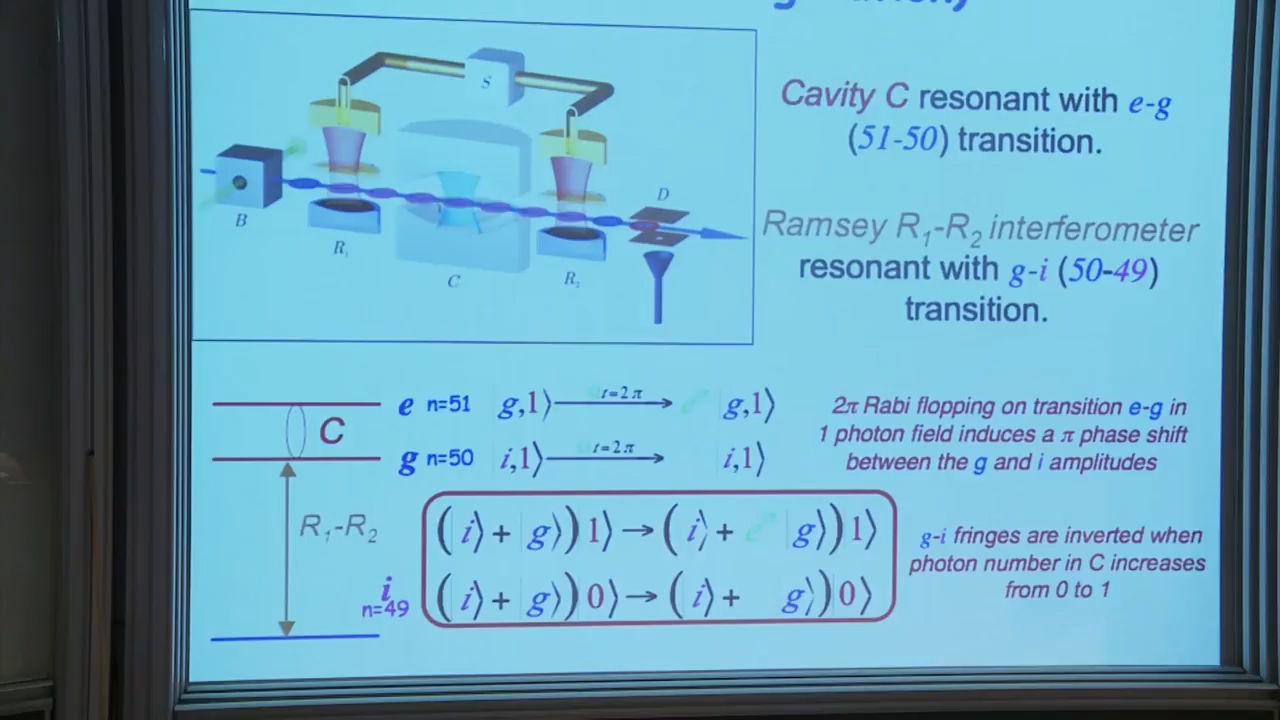 S
B
R₁
C
R₂
D
Cavity C resonant with e-g
(51-50) transition.
Ramsey R₁-R₂ interferometer
resonant with g-i (50-49)
transition.
e n=51 g,1⟩ t=2π → g,1⟩
C
g n=50 i,1⟩ t=2π → i,1⟩
2π Rabi flopping on transition e-g in
1 photon field induces a π phase shift
between the g and i amplitudes
R₁-R₂
(i⟩+ g⟩)1⟩→(i⟩+ g⟩)1⟩
i
n=49
(i⟩+ g⟩)0⟩→(i⟩+ g⟩)0⟩
g-i fringes are inverted when
photon number in C increases
from 0 to 1